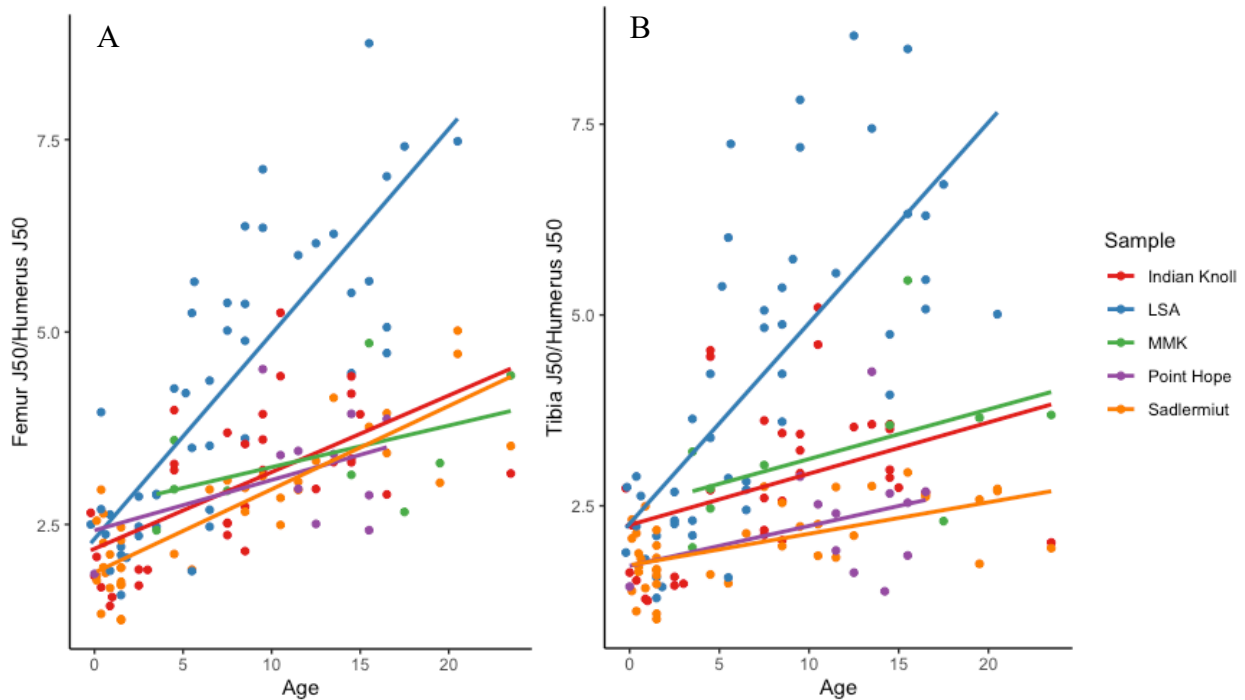 A
7.5
5.0
2.5
0
5
10
15
20
Age
Femur J50/Humerus J50
B
7.5
5.0
2.5
0
5
10
15
20
Age
Tibia J50/Humerus J50
Sample
Indian Knoll
LSA
MMK
Point Hope
Sadlermiut